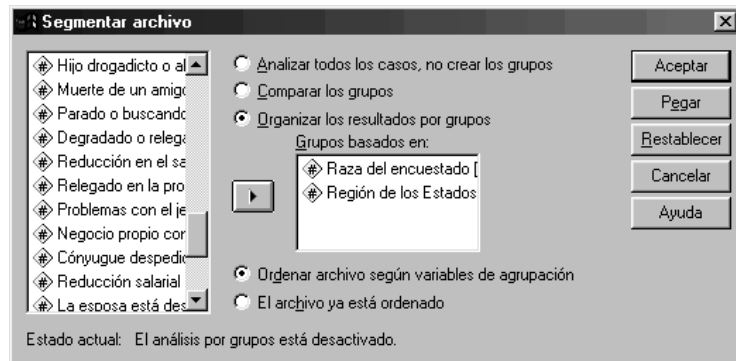 Segmentar archivo
Hijo drogadicto o al
Muerte de un amigo
Parado o buscando
Degradado o relega
Reducción en el sa
Relegado en la pro
Problemas con el je
Negocio propio con
Cónyugue despedid
Reducción salarial
La esposa está des
Analizar todos los casos, no crear los grupos
Comparar los grupos
Organizar los resultados por grupos
Grupos basados en:
Raza del encuestado [
Región de los Estados
Ordenar archivo según variables de agrupación
El archivo ya está ordenado
Aceptar
Pegar
Restablecer
Cancelar
Ayuda
Estado actual: El análisis por grupos está desactivado.